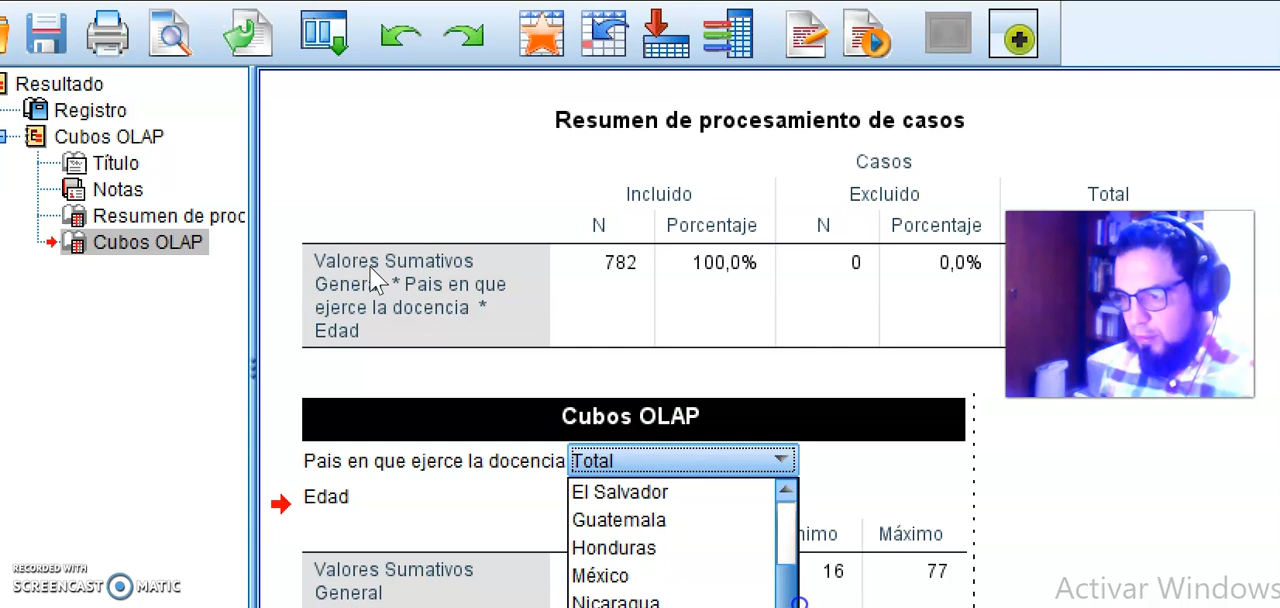 Resultado
Registro
Cubos OLAP
Título
Notas
Resumen de proc
Cubos OLAP
Resumen de procesamiento de casos
Casos
Incluido
Excluido
Total
N
Porcentaje
N
Porcentaje
Valores Sumativos
General * Pais en que
ejerce la docencia *
Edad
782
100,0%
0
0,0%
Cubos OLAP
Pais en que ejerce la docencia
Total
Edad
El Salvador
Guatemala
Honduras
México
Nicaragua
nimo
Máximo
Valores Sumativos
General
16
77
RECORDED WITH
SCREENCAST MATIC
Activar Windows